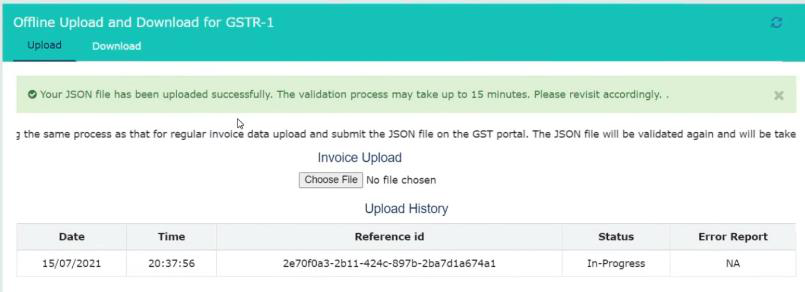 Offline Upload and Download for GSTR-1
Upload Download
Your JSON file has been uploaded successfully. The validation process may take up to 15 minutes. Please revisit accordingly. .
the same process as that for regular invoice data upload and submit the JSON file on the GST portal. The JSON file will be validated again and will be take
Invoice Upload
Choose File No file chosen
Upload History
Date Time Reference id Status Error Report
15/07/2021 20:37:56 2e70f0a3-2b11-424c-897b-2ba7d1a674a1 In-Progress NA